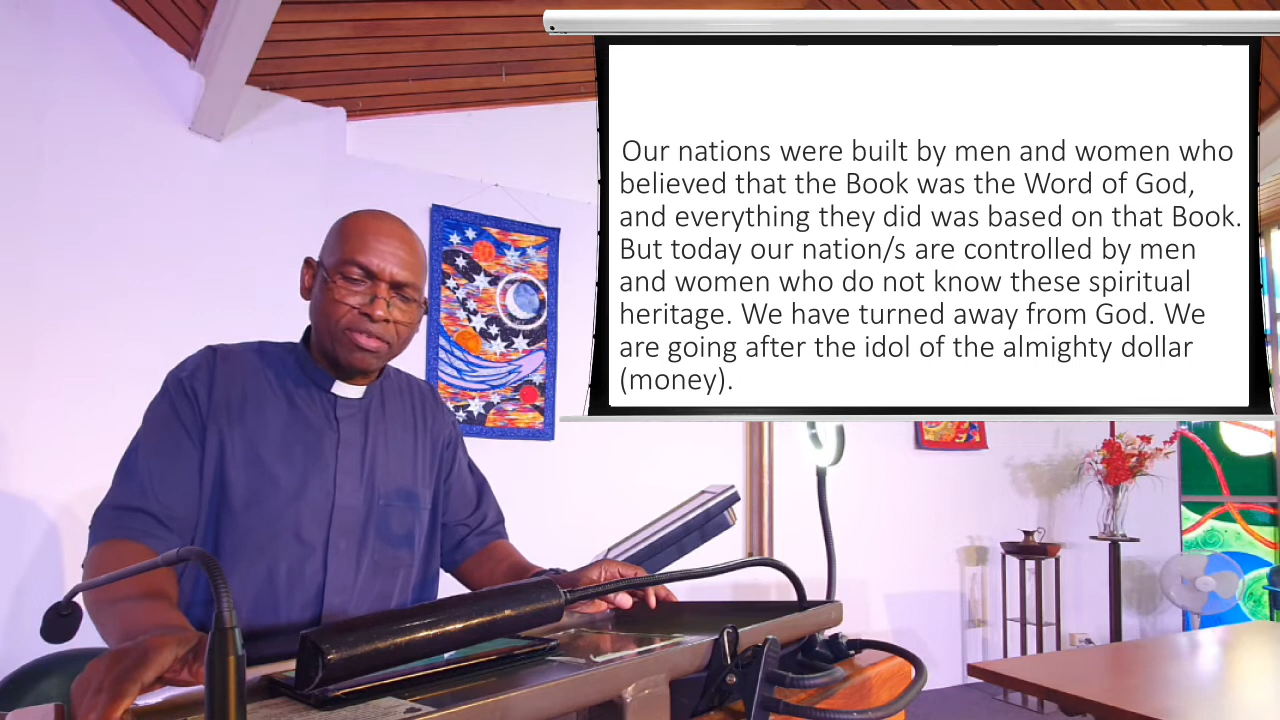 Our nations were built by men and women who
believed that the Book was the Word of God,
and everything they did was based on that Book.
But today our nation/s are controlled by men
and women who do not know these spiritual
heritage. We have turned away from God. We
are going after the idol of the almighty dollar
(money).